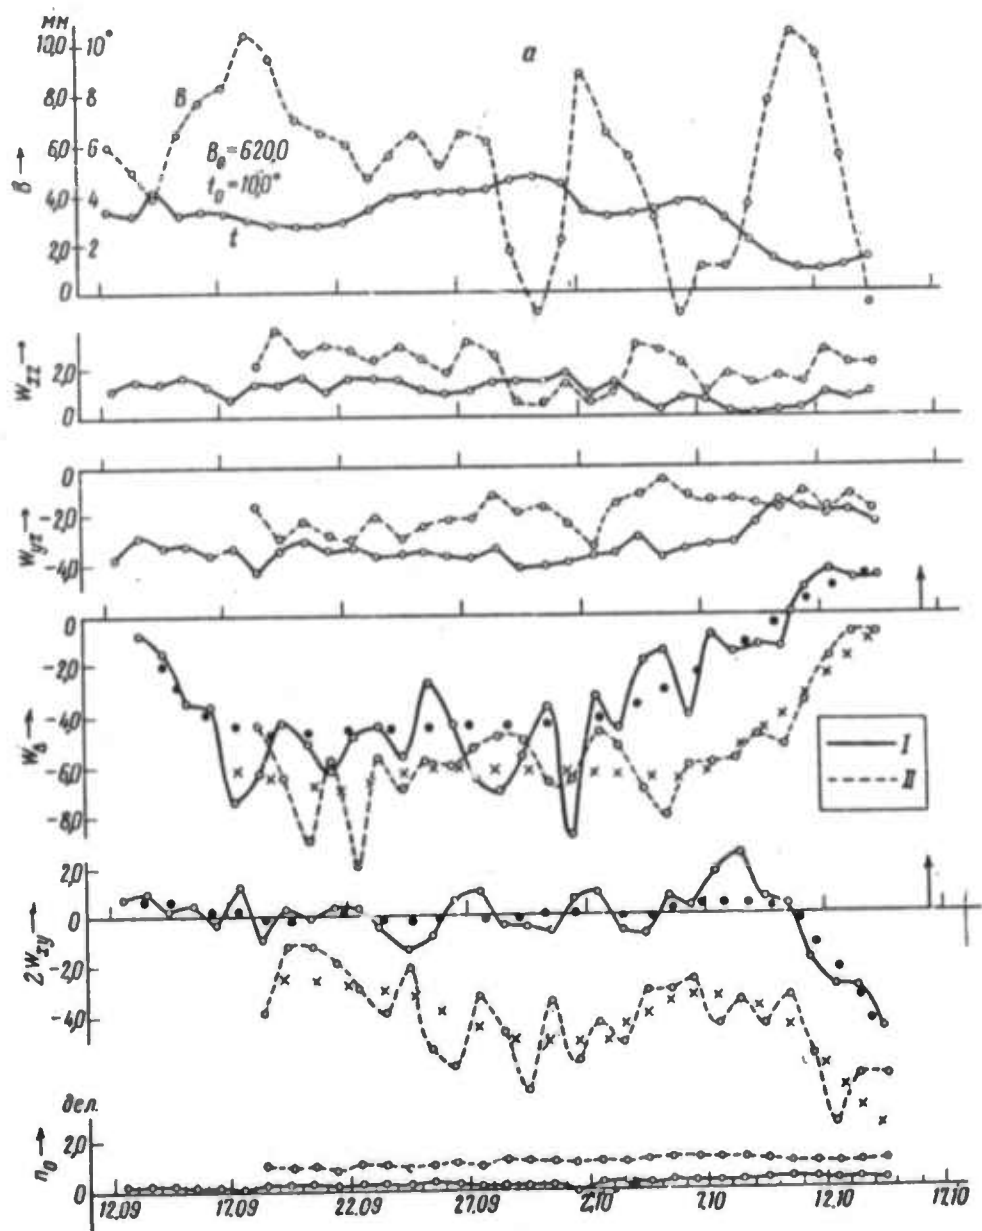 мм
10,0 10°
8,0 8
6,0 6
4,0 4
2,0 2
0
B →
а
B
B₀=620,0
t₀=10,0°
t
W_xz →
2,0
0
W_yz →
0
-2,0
-4,0
W_Δ →
0
-2,0
-4,0
-6,0
-8,0
I
II
2W_xy →
2,0
0
-2,0
-4,0
дел.
n₀ →
2,0
0
12.09 17.09 22.09 27.09 2.10 7.10 12.10 17.10